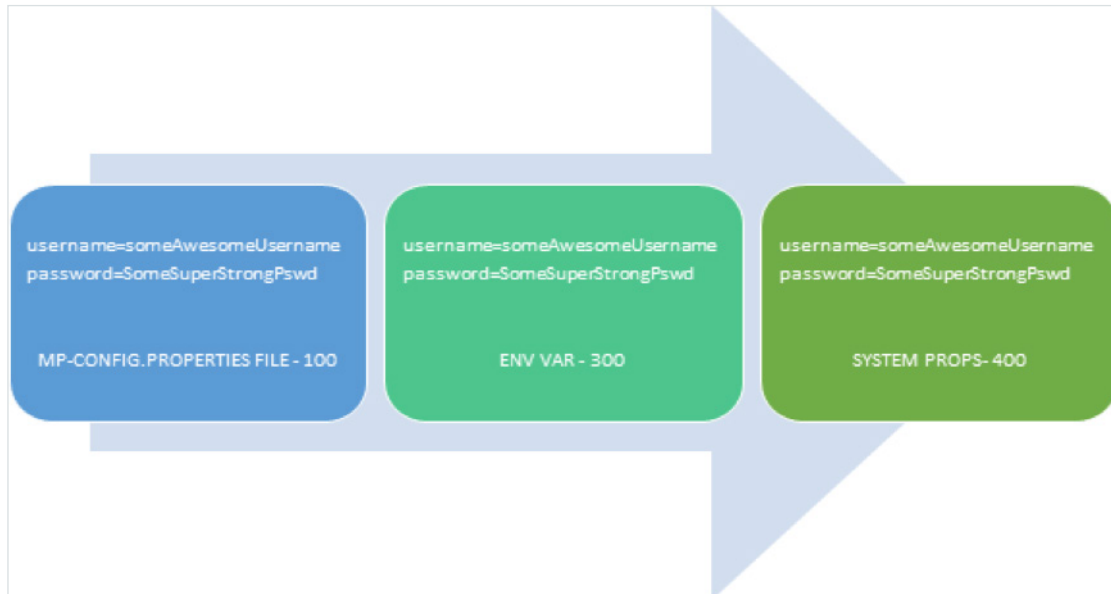 username=someAwesomeUsername
password=SomeSuperStrongPswd
MP-CONFIG.PROPERTIES FILE - 100
username=someAwesomeUsername
password=SomeSuperStrongPswd
ENV VAR - 300
username=someAwesomeUsername
password=SomeSuperStrongPswd
SYSTEM PROPS- 400